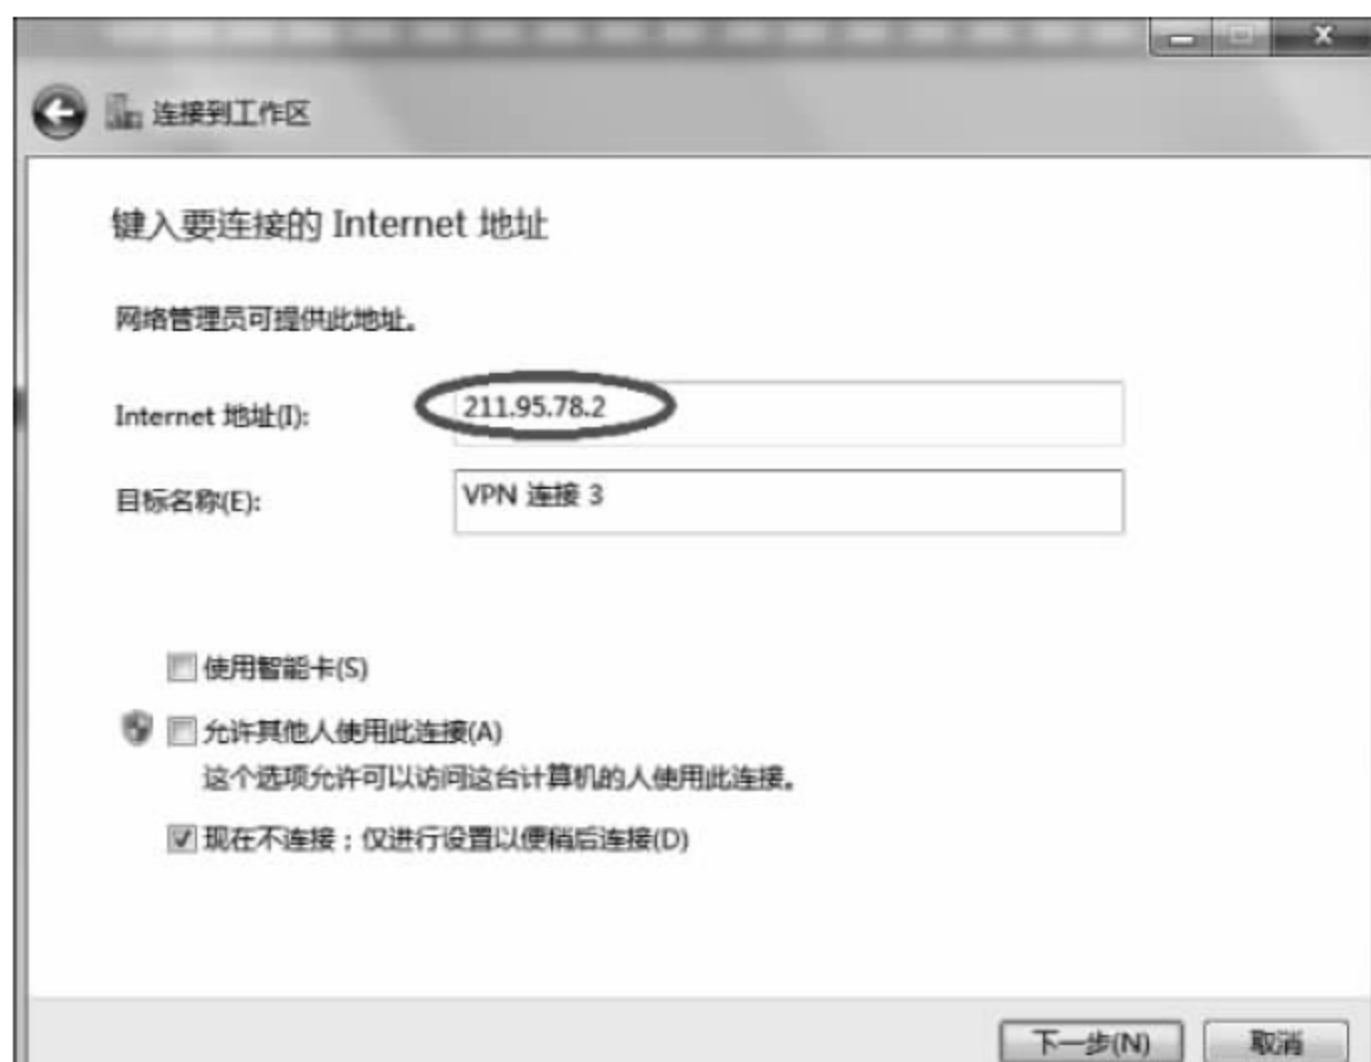 连接到工作区
键入要连接的 Internet 地址
网络管理员可提供此地址。
Internet 地址(I):
211.95.78.2
目标名称(E):
VPN 连接 3
使用智能卡(S)
允许其他人使用此连接(A)
这个选项允许可以访问这台计算机的人使用此连接。
现在不连接；仅进行设置以便稍后连接(D)
下一步(N)
取消